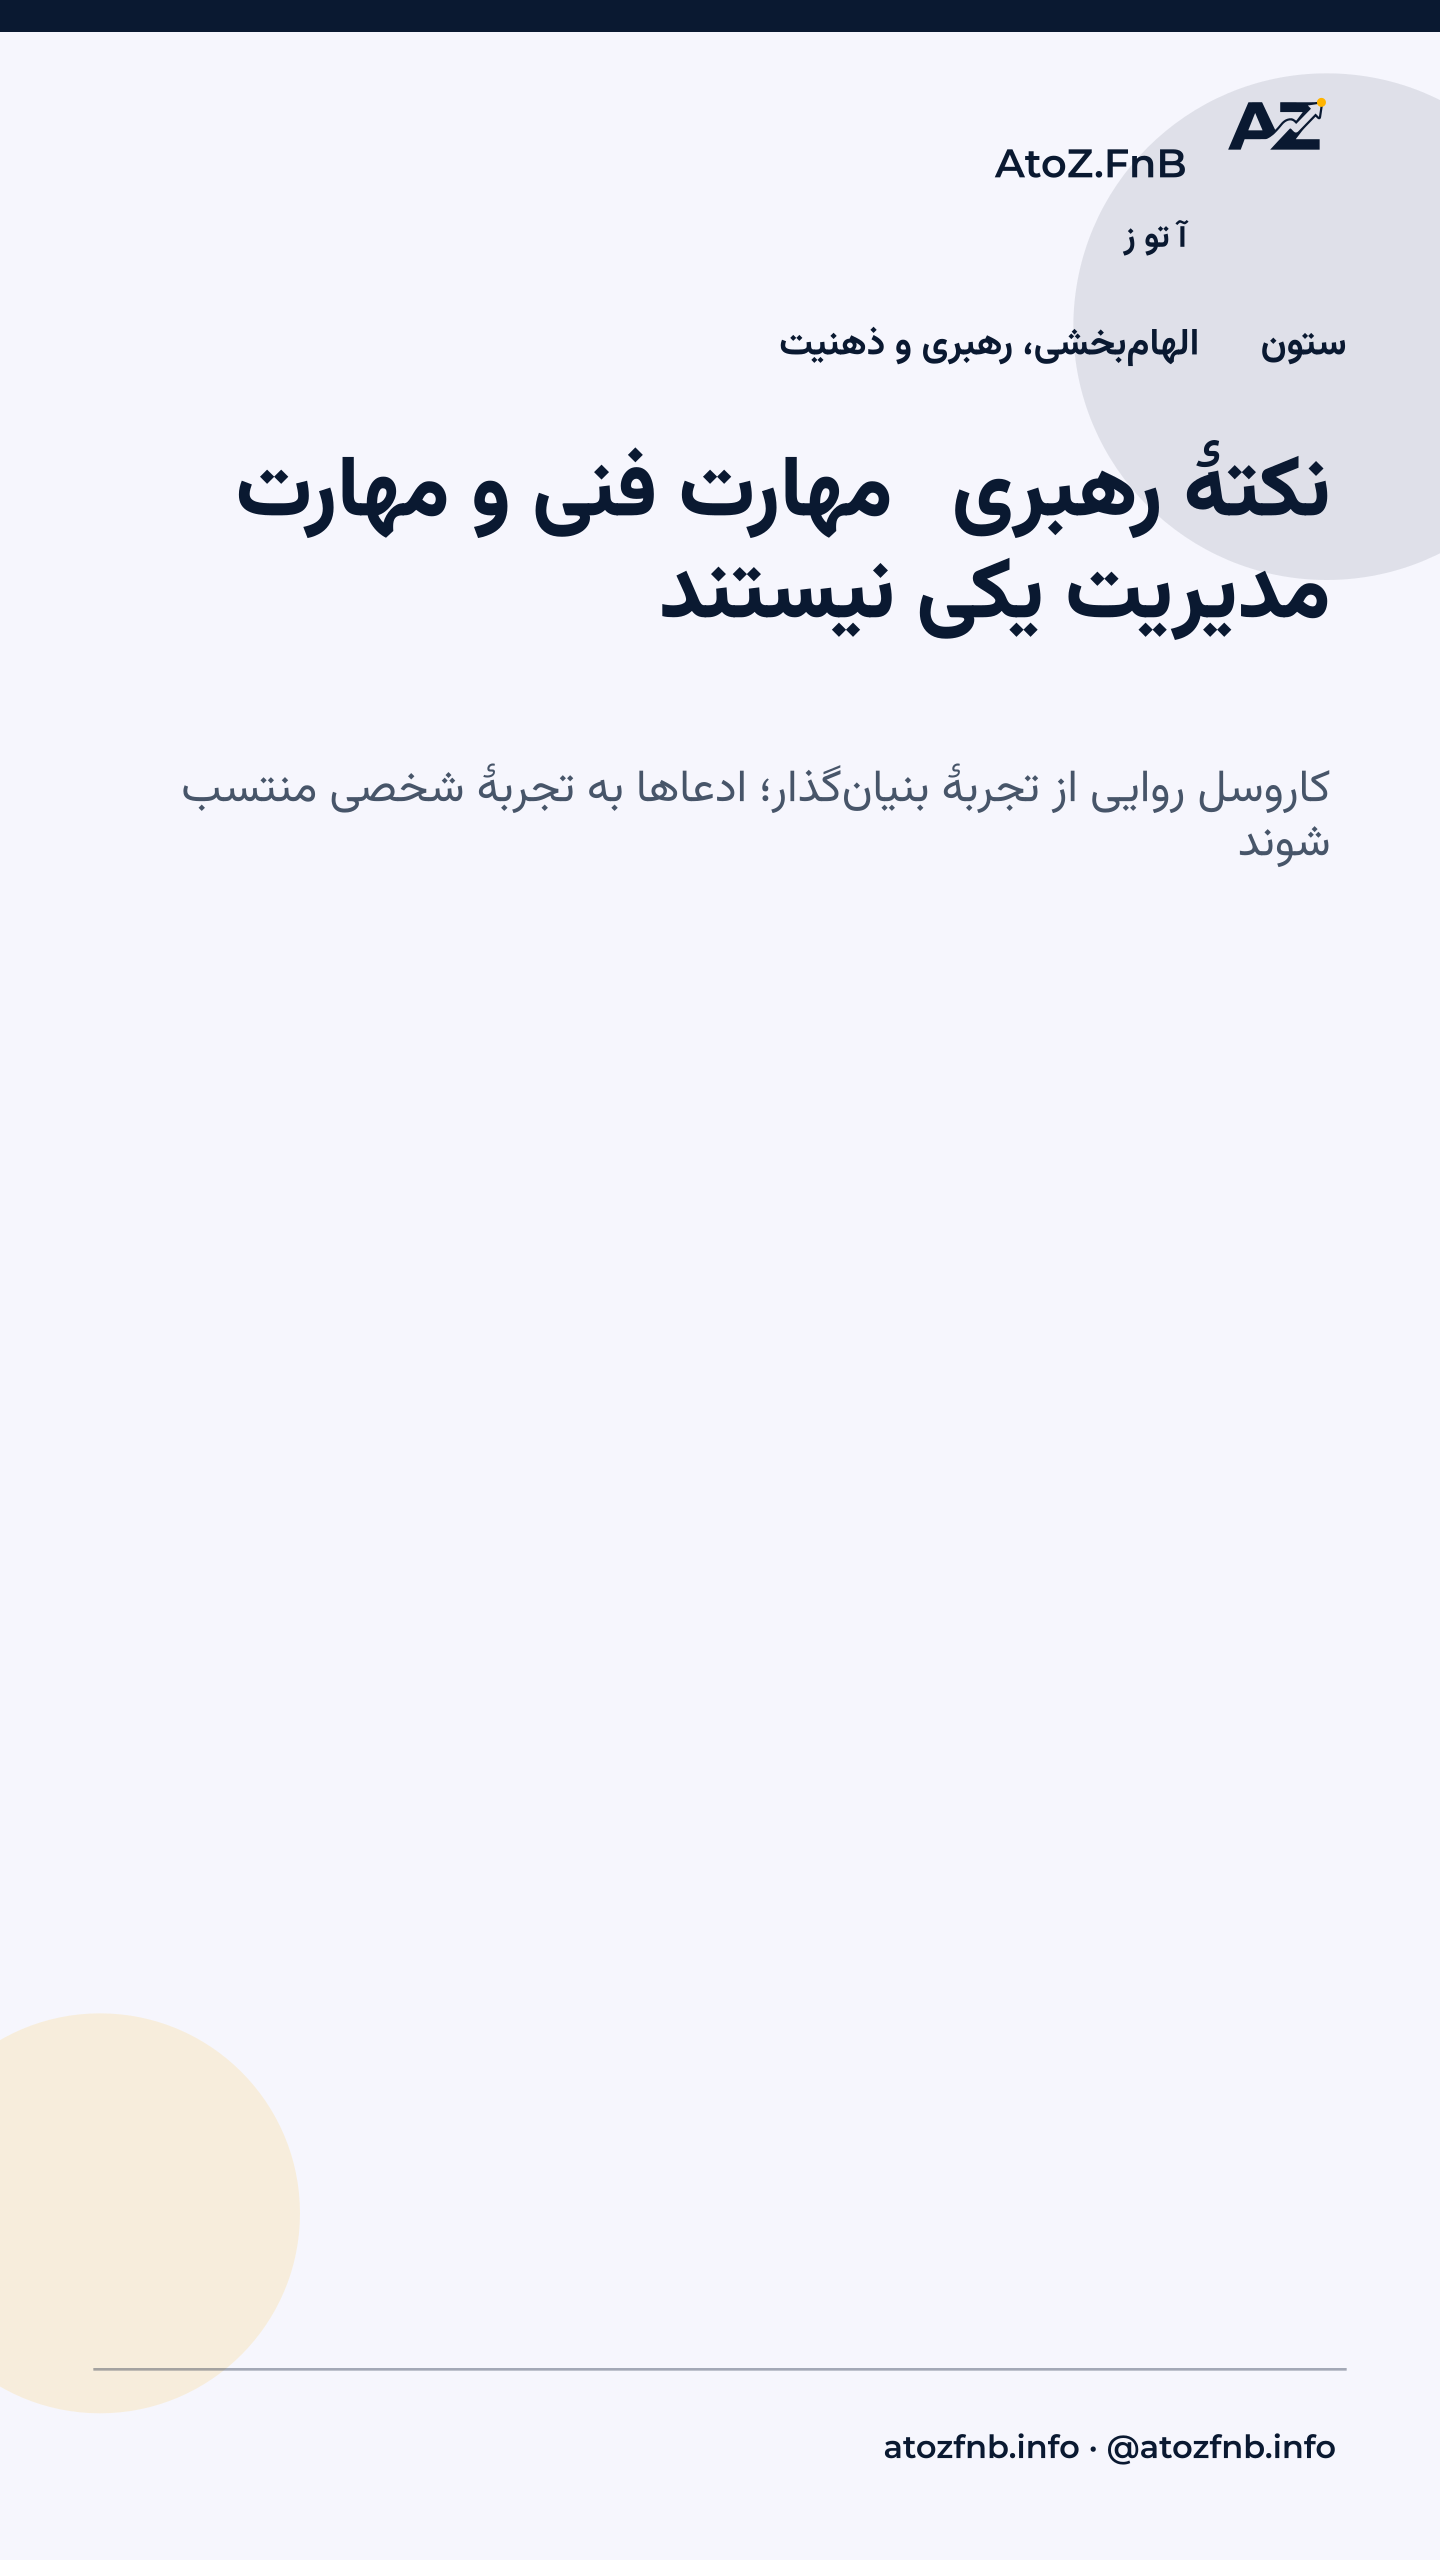 AZ
AtoZ.FnB
آ تو ز
ستون الهام‌بخشی، رهبری و ذهنیت
نکتهٔ رهبری مهارت فنی و مهارت
مدیریت یکی نیستند
کاروسل روایی از تجربهٔ بنیان‌گذار؛ ادعاها به تجربهٔ شخصی منتسب
شوند
atozfnb.info · @atozfnb.info